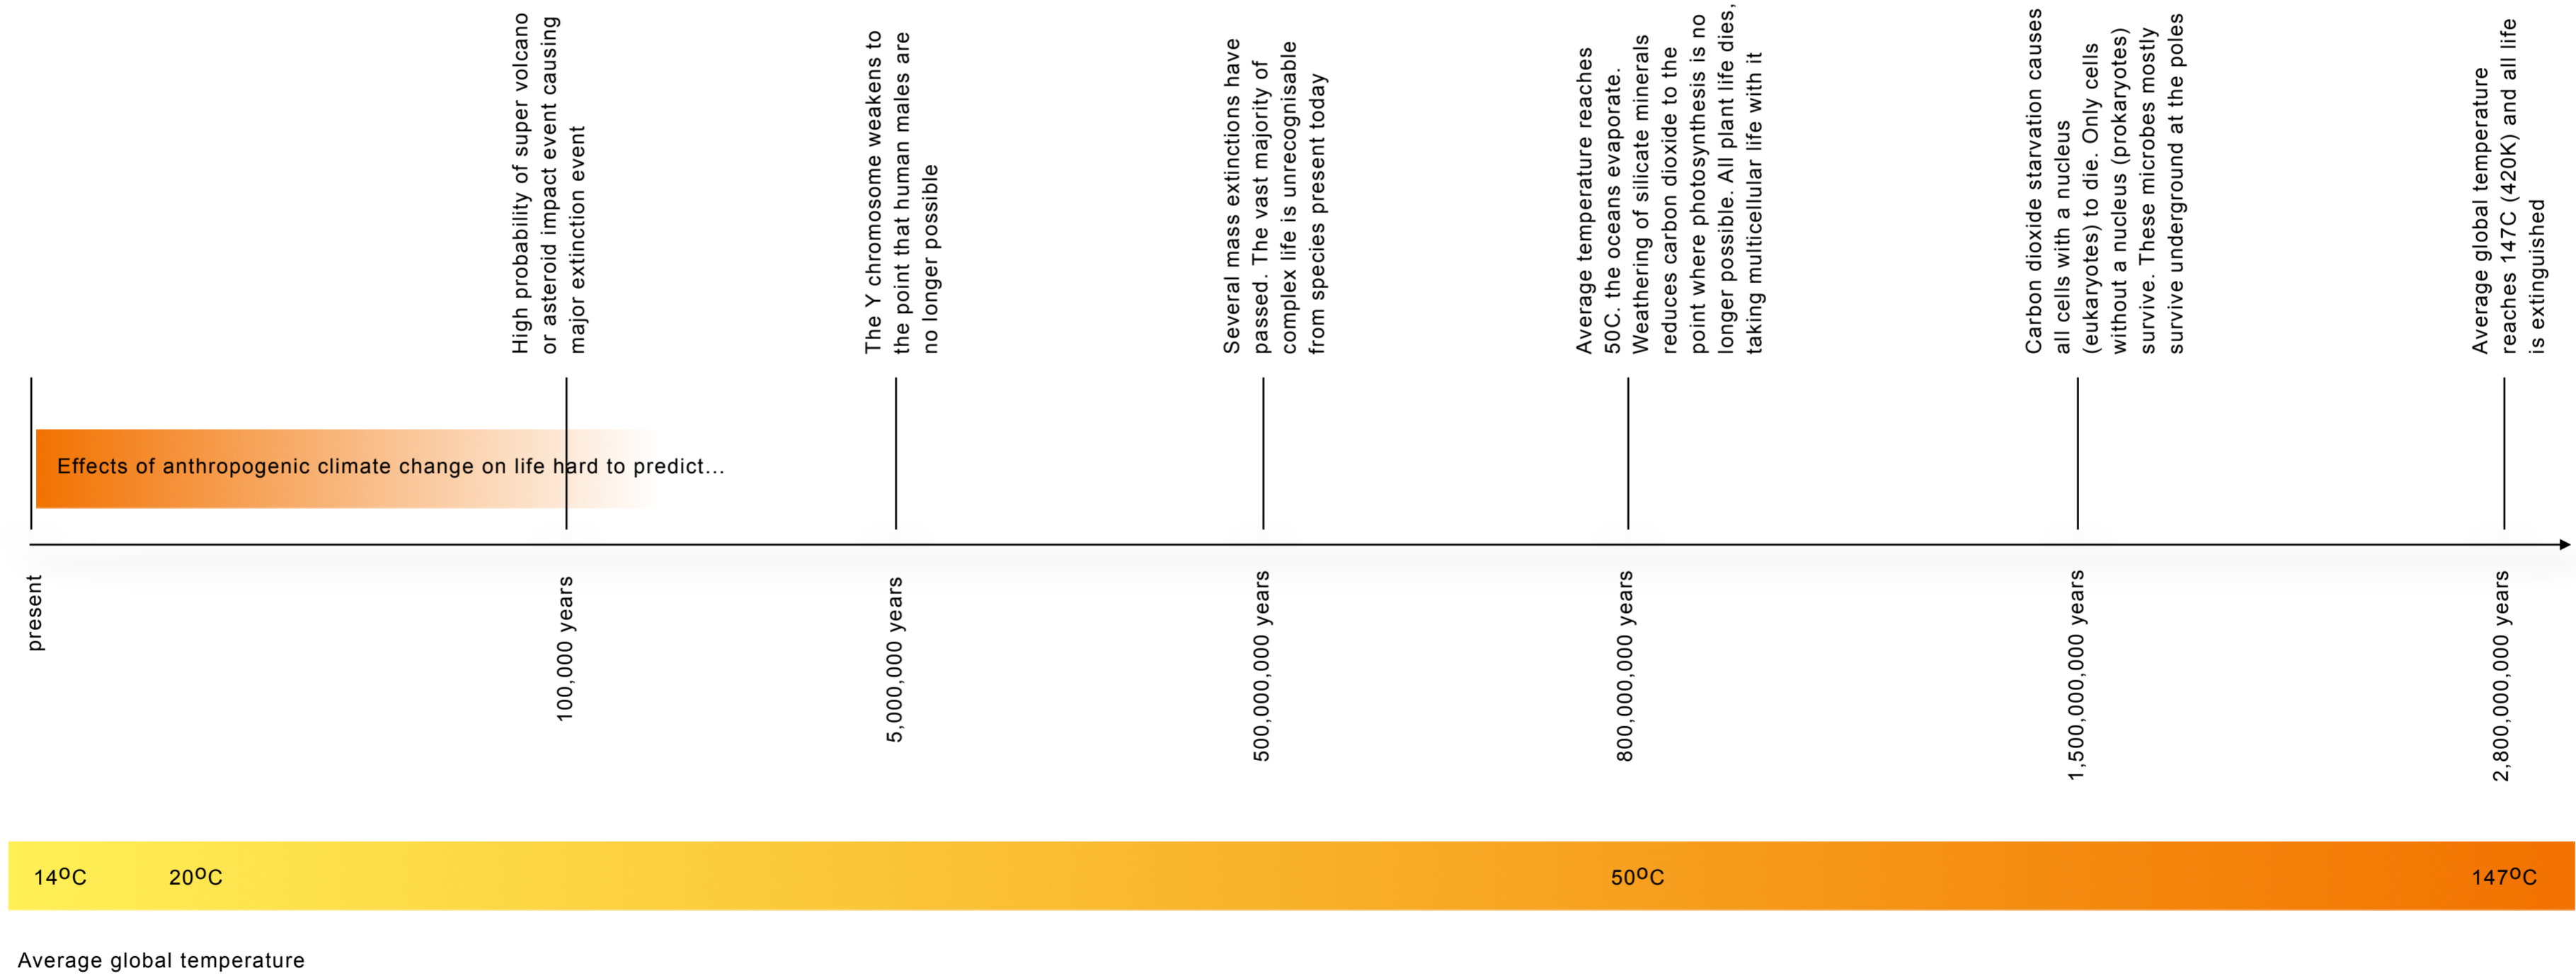 High probability of super volcano
or asteroid impact event causing
major extinction event
The Y chromosome weakens to
the point that human males are
no longer possible
Several mass extinctions have
passed. The vast majority of
complex life is unrecognisable
from species present today
Average temperature reaches
50C. the oceans evaporate.
Weathering of silicate minerals
reduces carbon dioxide to the
point where photosynthesis is no
longer possible. All plant life dies,
taking multicellular life with it
Carbon dioxide starvation causes
all cells with a nucleus
(eukaryotes) to die. Only cells
without a nucleus (prokaryotes)
survive. These microbes mostly
survive underground at the poles
Average global temperature
reaches 147C (420K) and all life
is extinguished
Effects of anthropogenic climate change on life hard to predict...
present
100,000 years
5,0000,000 years
500,000,000 years
800,000,000 years
1,500,000,000 years
2,800,000,000 years
14ºC
20ºC
50ºC
147ºC
Average global temperature